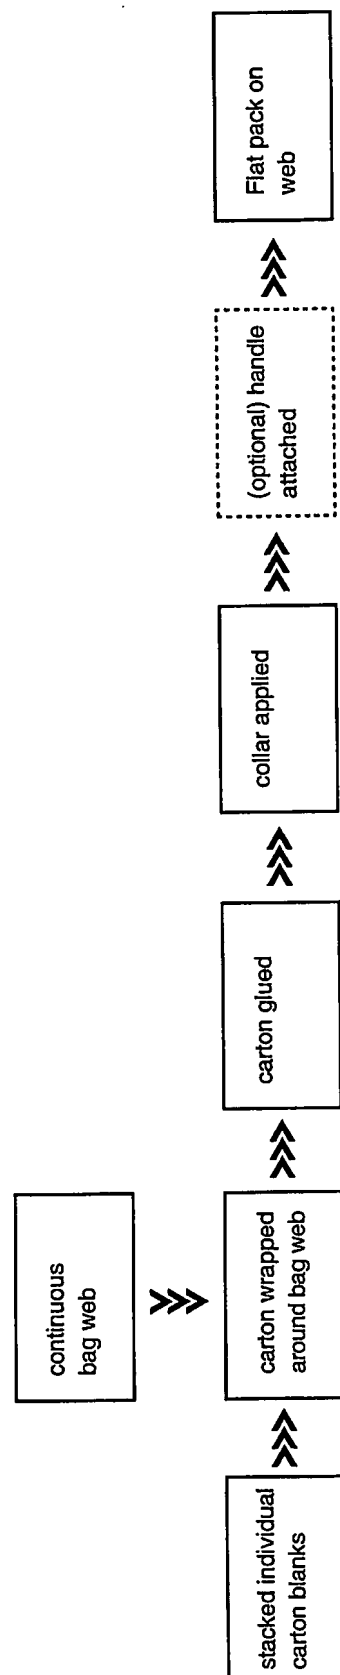 continuous
bag web
stacked individual
carton blanks
carton wrapped
around bag web
carton glued
collar applied
(optional) handle
attached
Flat pack on
web